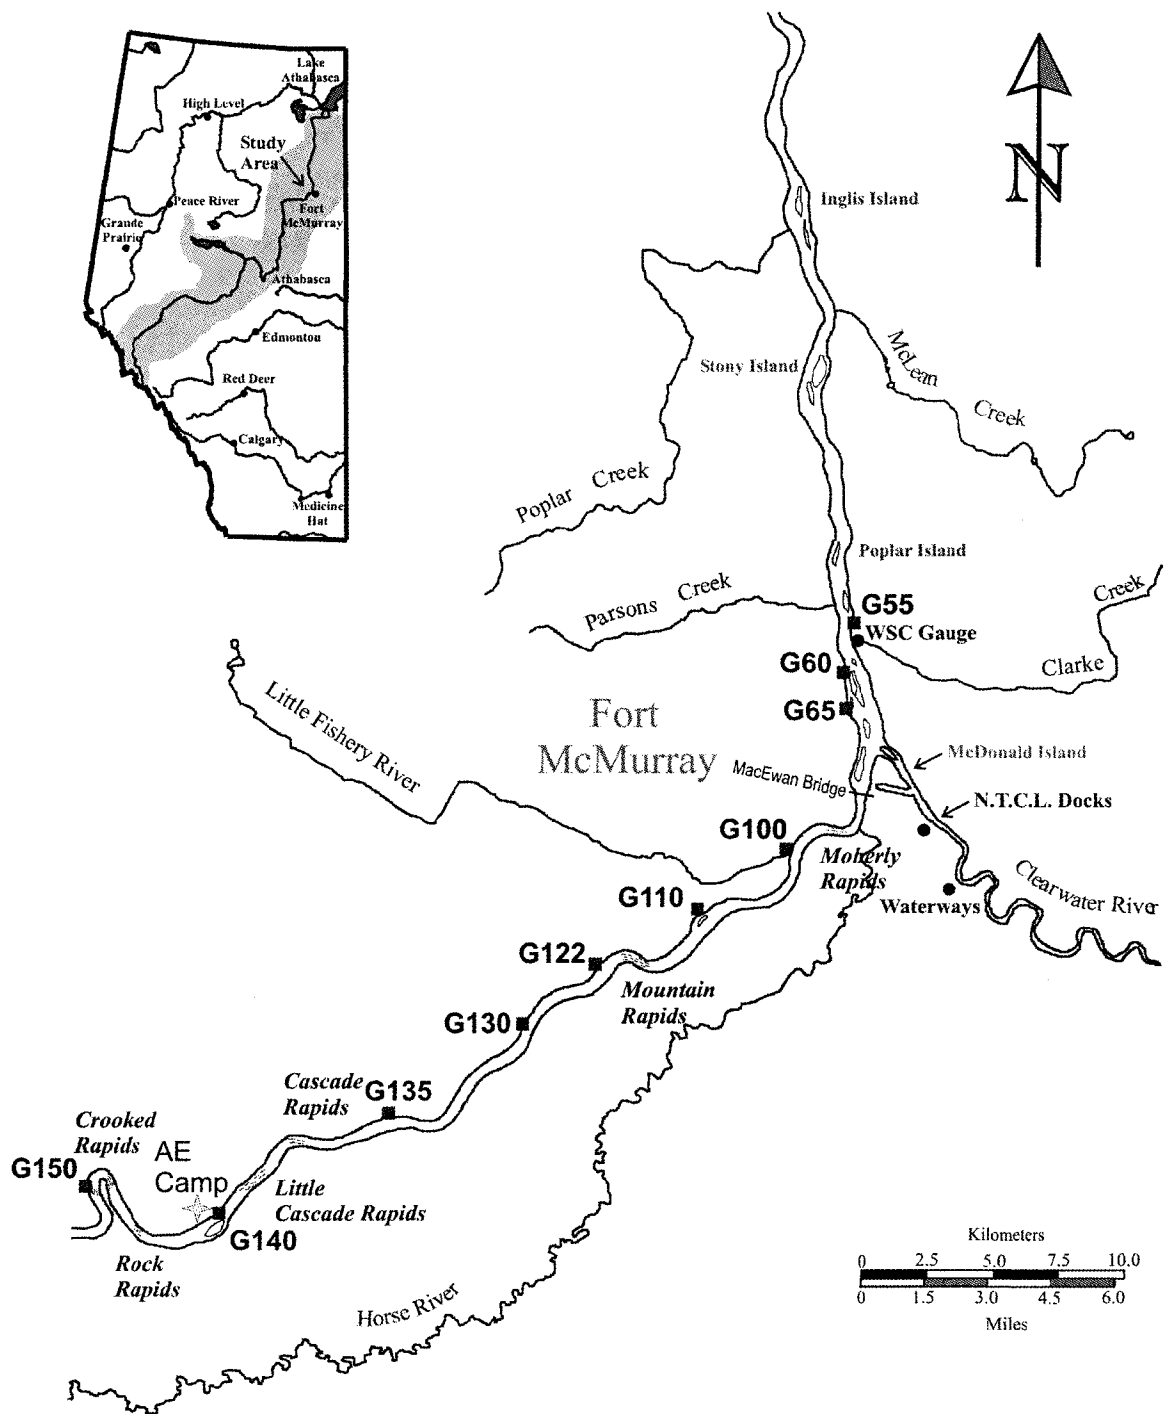 Lake
Athabasca
High Level
Study
Area
Peace River
Fort
McMurray
Grande
Prairie
Athabasca
Edmonton
Red Deer
Calgary
Medicine
Hat
N
Inglis Island
McLean
Creek
Stony Island
Poplar Creek
Poplar Island
Parsons Creek
G55
WSC Gauge
Creek
Clarke
G60
G65
Fort
McMurray
Little Fishery River
McDonald Island
MacEwan Bridge
N.T.C.L. Docks
G100
Moberly
Rapids
Clearwater River
Waterways
G110
G122
Mountain
Rapids
G130
Cascade
Rapids
G135
Crooked
Rapids
AE
Camp
G150
Little
Cascade Rapids
G140
Rock
Rapids
Horse River
Kilometers
0 2.5 5.0 7.5 10.0
0 1.5 3.0 4.5 6.0
Miles